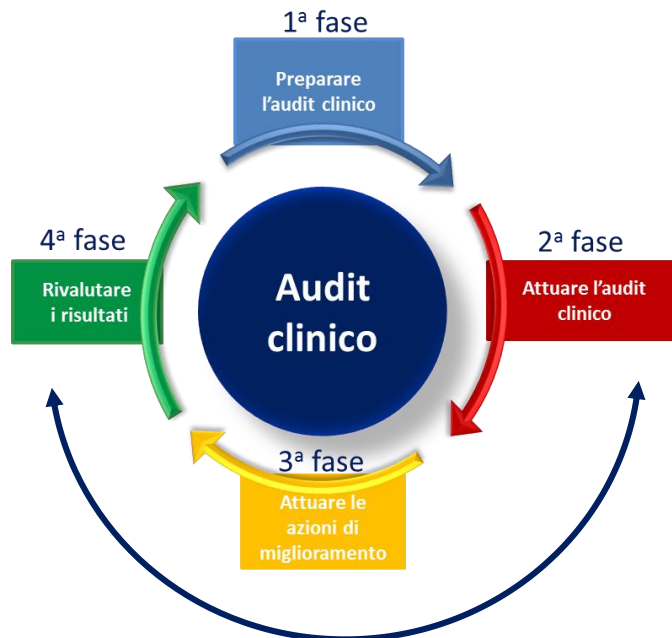 1ª fase
Preparare
l'audit clinico
2ª fase
Attuare l'audit
clinico
3ª fase
Attuare le
azioni di
miglioramento
4ª fase
Rivalutare
i risultati
Audit
clinico